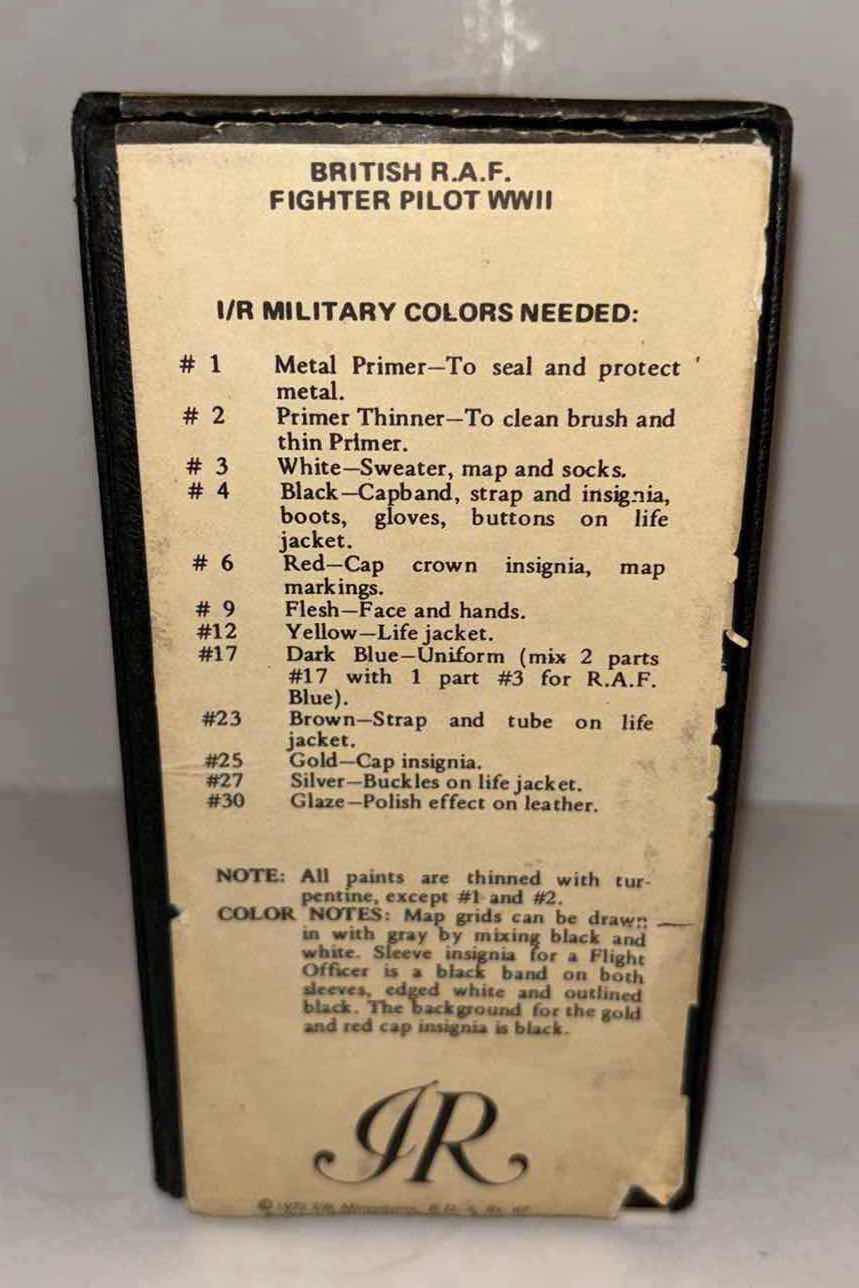 BRITISH R.A.F.
FIGHTER PILOT WWII
I/R MILITARY COLORS NEEDED:
# 1 Metal Primer—To seal and protect
metal.
# 2 Primer Thinner—To clean brush and
thin Primer.
# 3 White—Sweater, map and socks.
# 4 Black—Capband, strap and insignia,
boots, gloves, buttons on life
jacket.
# 6 Red—Cap crown insignia, map
markings.
# 9 Flesh—Face and hands.
#12 Yellow—Life jacket.
#17 Dark Blue—Uniform (mix 2 parts
#17 with 1 part #3 for R.A.F.
Blue).
#23 Brown—Strap and tube on life
jacket.
#25 Gold—Cap insignia.
#27 Silver—Buckles on life jacket.
#30 Glaze—Polish effect on leather.
NOTE: All paints are thinned with tur-
pentine, except #1 and #2.
COLOR NOTES: Map grids can be drawn
in with gray by mixing black and
white. Sleeve insignia for a Flight
Officer is a black band on both
sleeves, edged white and outlined
black. The background for the gold
and red cap insignia is black.
IR
©